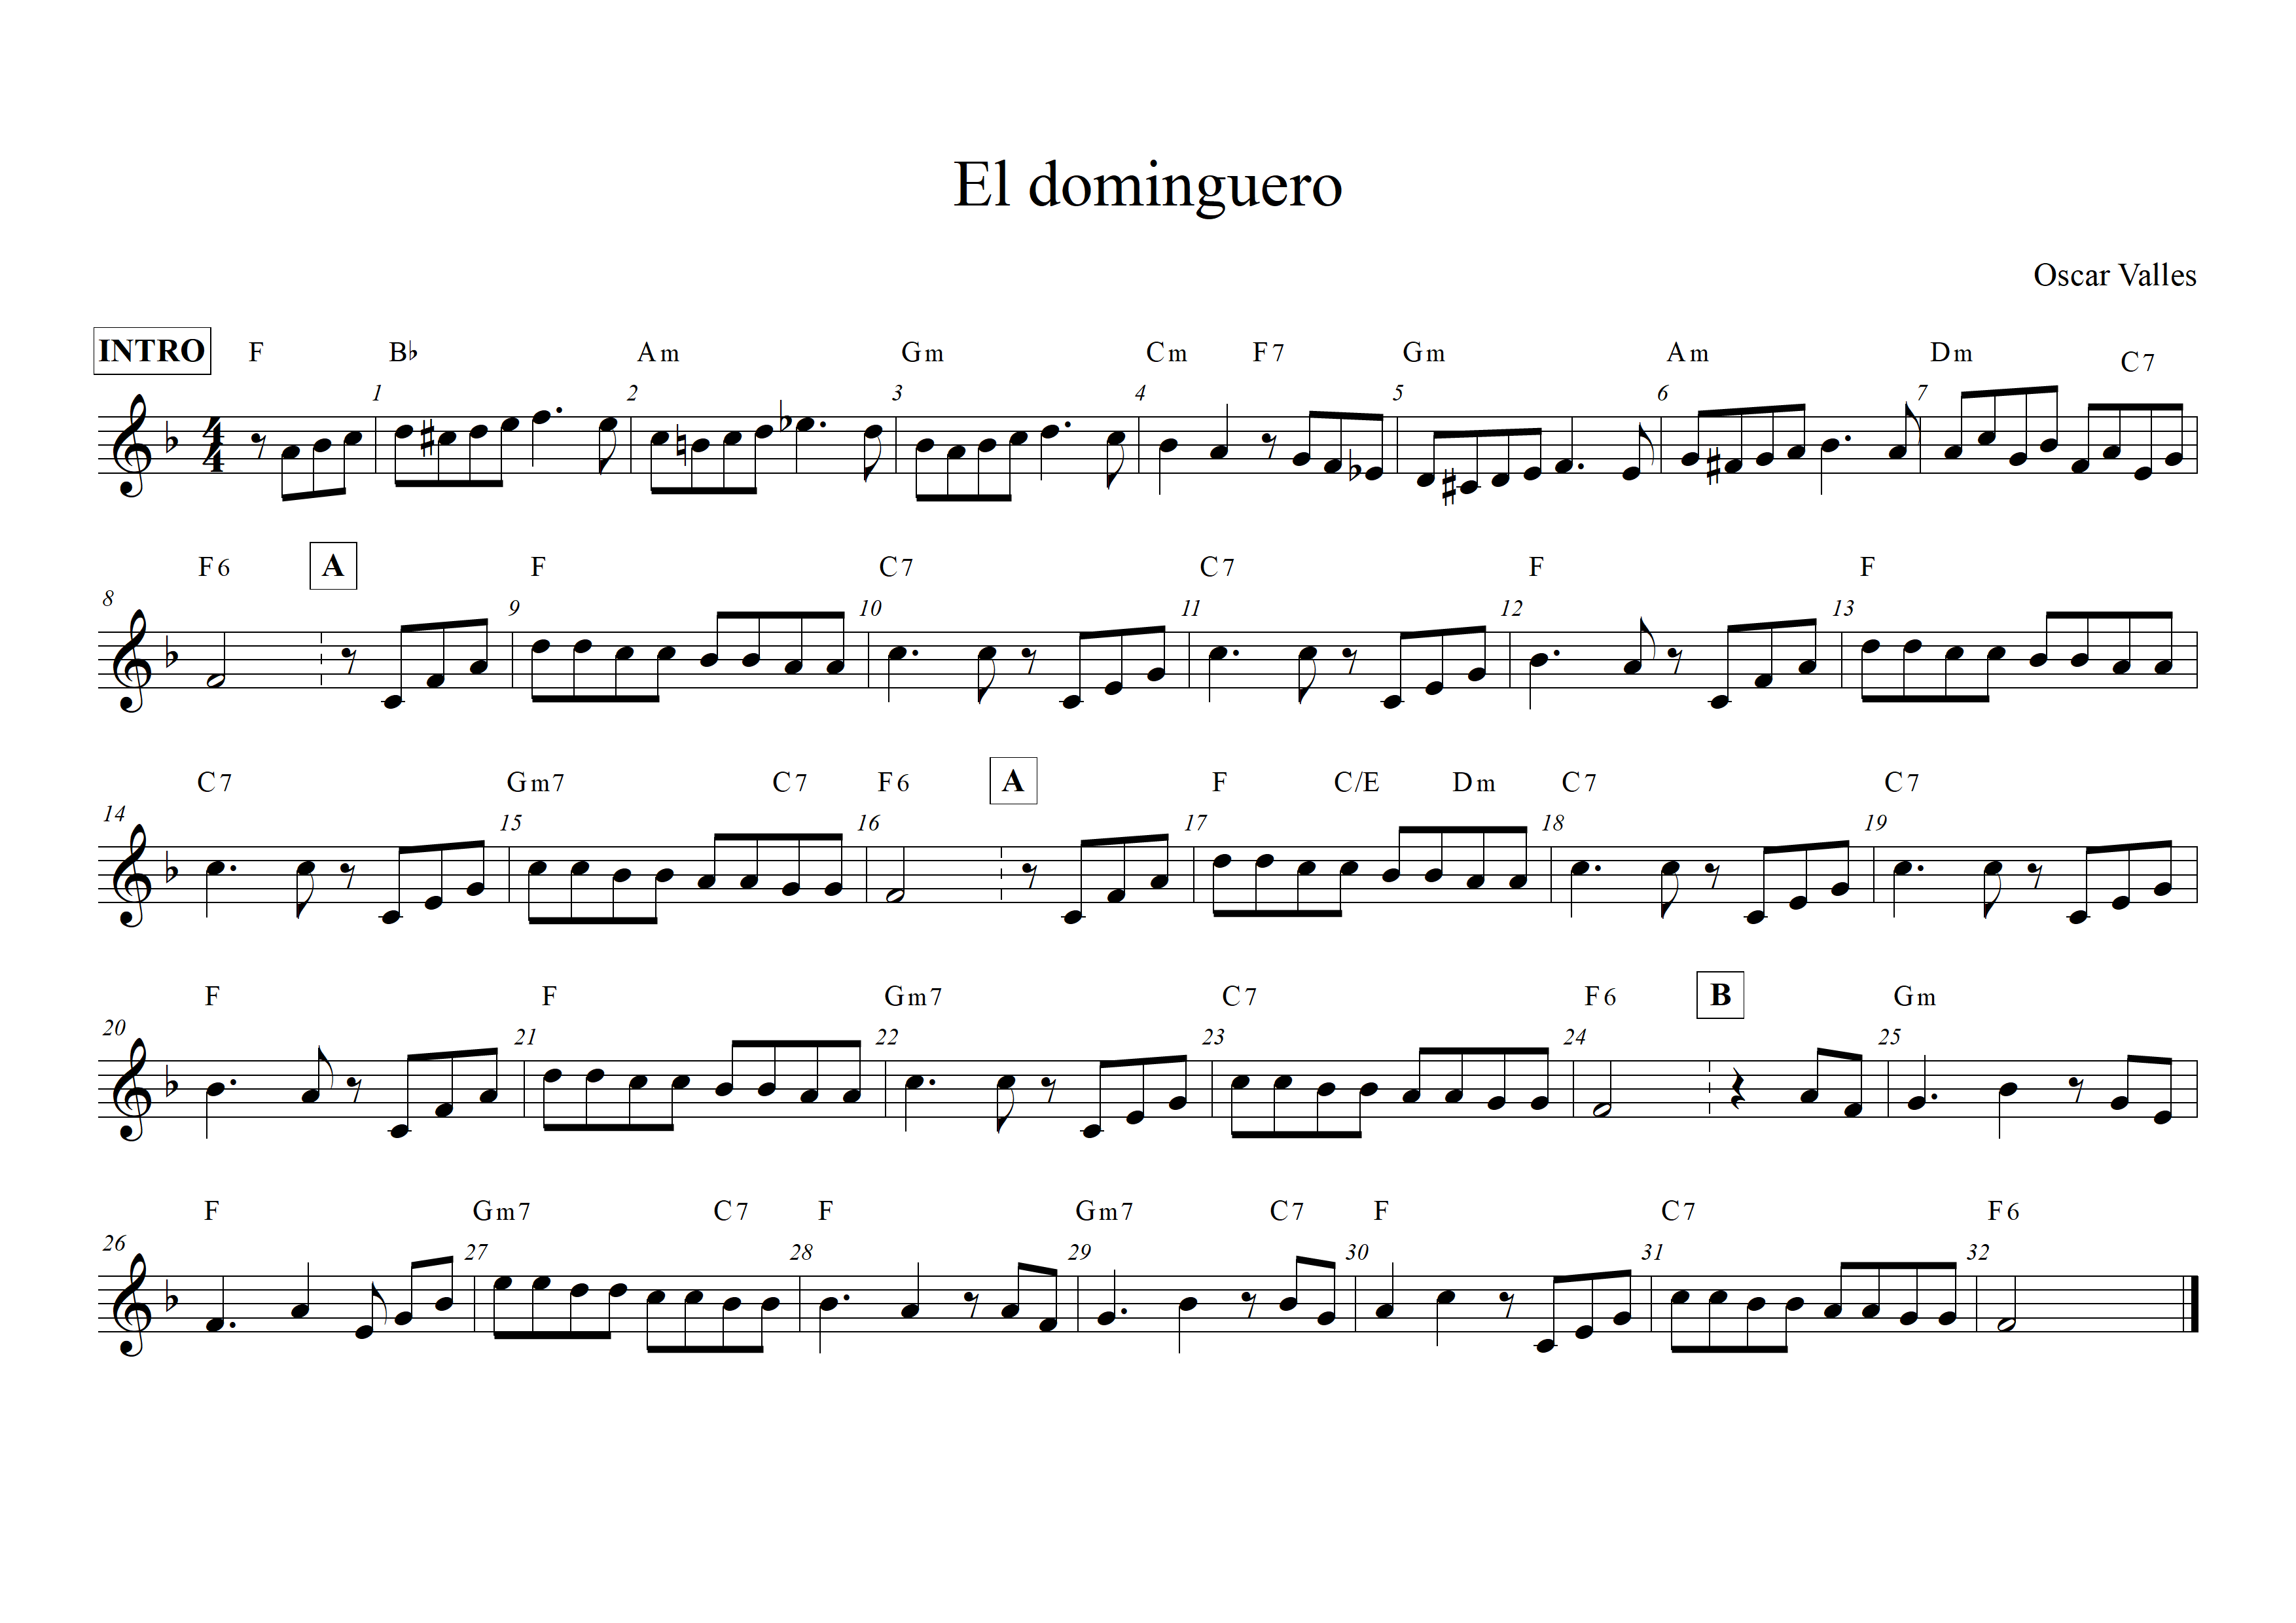 El dominguero
Oscar Valles
INTRO F B♭ Am Gm Cm F7 Gm Am Dm C7
1 2 3 4 5 6 7
4
4
F6 A F C7 C7 F F
8 9 10 11 12 13
C7 Gm7 C7 F6 A F C/E Dm C7 C7
14 15 16 17 18 19
F F Gm7 C7 F6 B Gm
20 21 22 23 24 25
F Gm7 C7 F Gm7 C7 F C7 F6
26 27 28 29 30 31 32